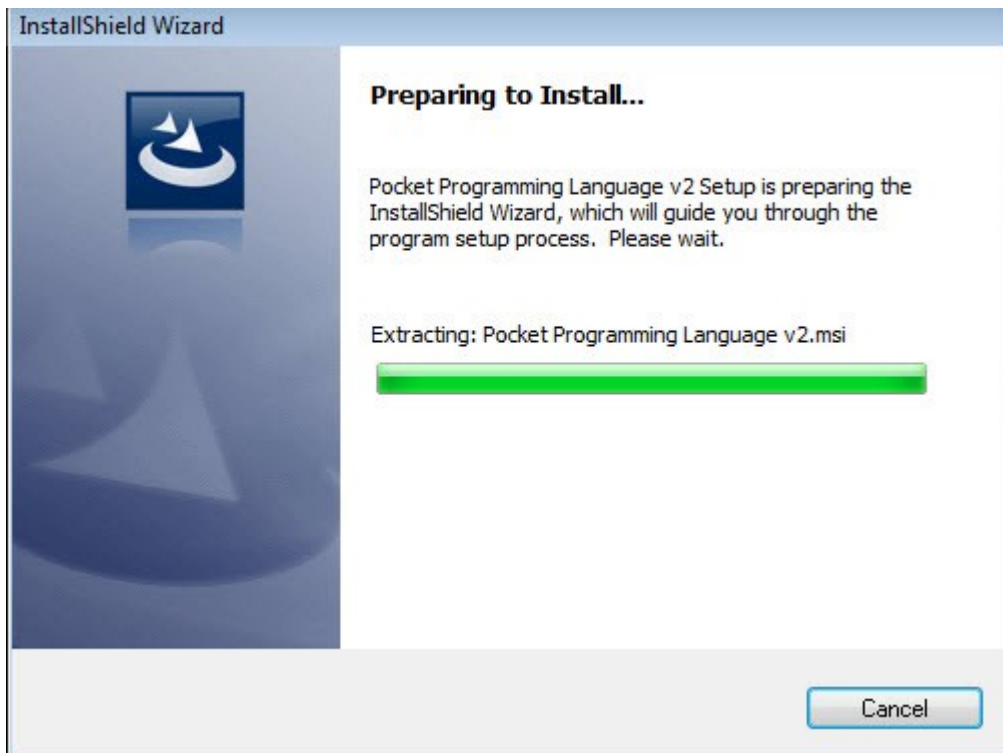 InstallShield Wizard
Preparing to Install...
Pocket Programming Language v2 Setup is preparing the
InstallShield Wizard, which will guide you through the
program setup process.  Please wait.
Extracting: Pocket Programming Language v2.msi
Cancel